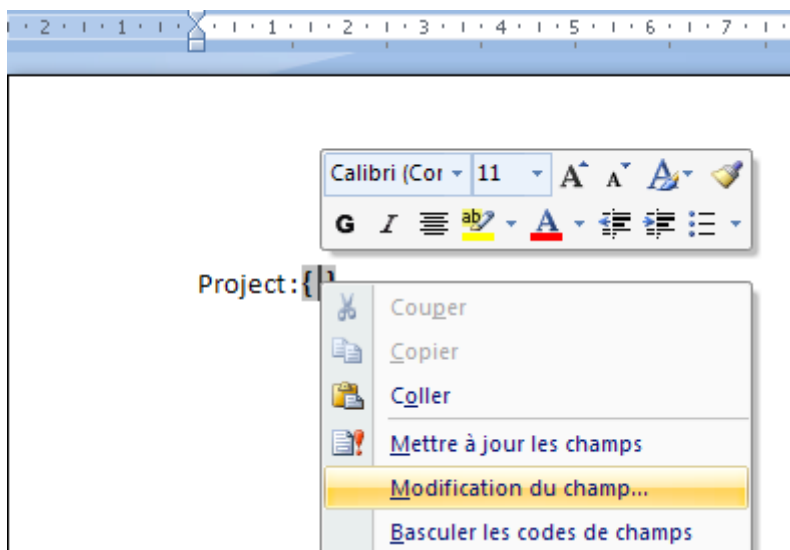 2 1 1 2 3 4 5 6 7
Calibri (Cor 11 A A A
G I ab A
Project:{ }
Couper
Copier
Coller
Mettre à jour les champs
Modification du champ...
Basculer les codes de champs